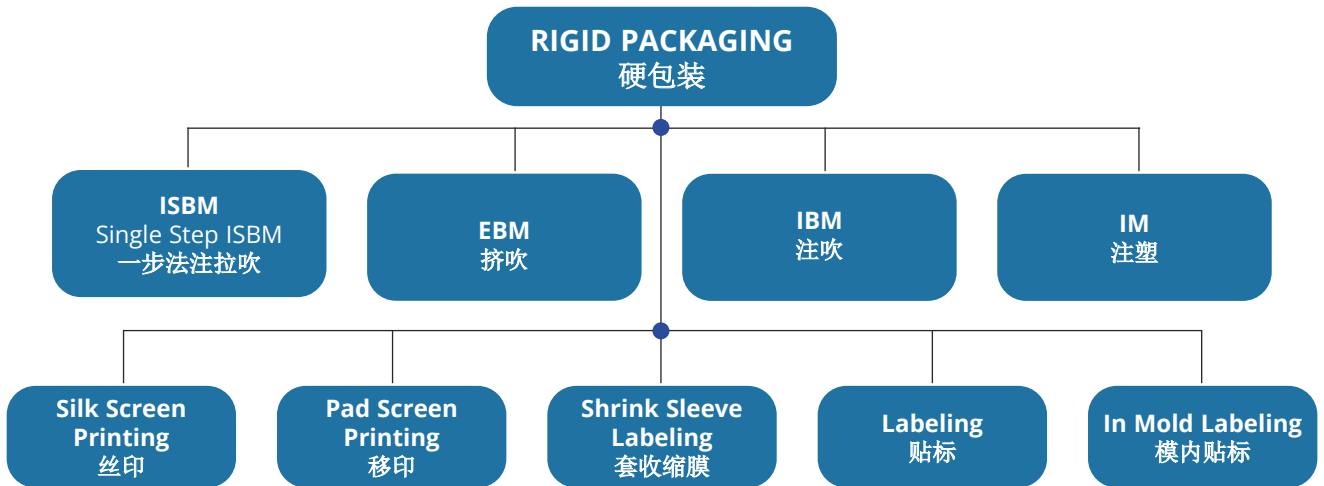 RIGID PACKAGING
硬包装
ISBM
Single Step ISBM
一步法注拉吹
EBM
挤吹
IBM
注吹
IM
注塑
Silk Screen
Printing
丝印
Pad Screen
Printing
移印
Shrink Sleeve
Labeling
套收缩膜
Labeling
贴标
In Mold Labeling
模内贴标